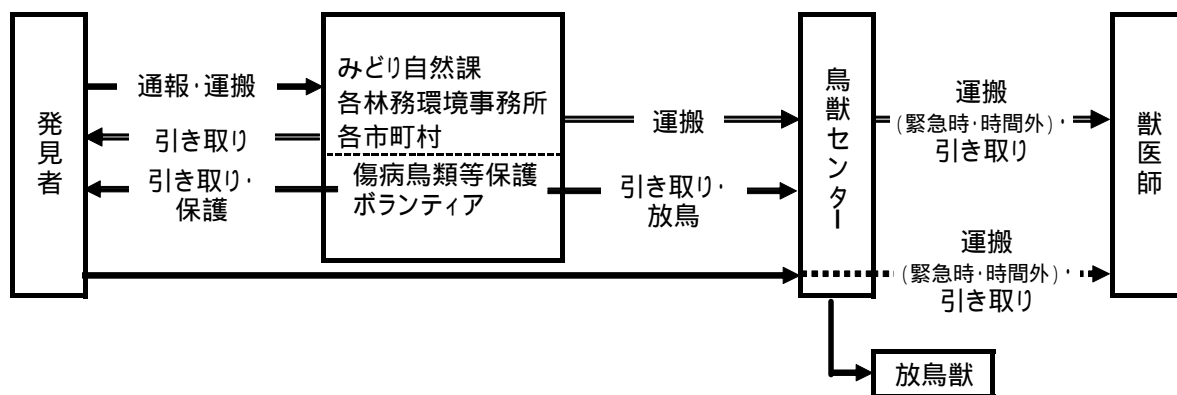 発見者
通報・運搬
引き取り
引き取り・
保護
みどり自然課
各林務環境事務所
各市町村
傷病鳥類等保護
ボランティア
運搬
引き取り・
放鳥
鳥獣センター
運搬
(緊急時・時間外)・
引き取り
運搬
(緊急時・時間外)・
引き取り
獣医師
放鳥獣